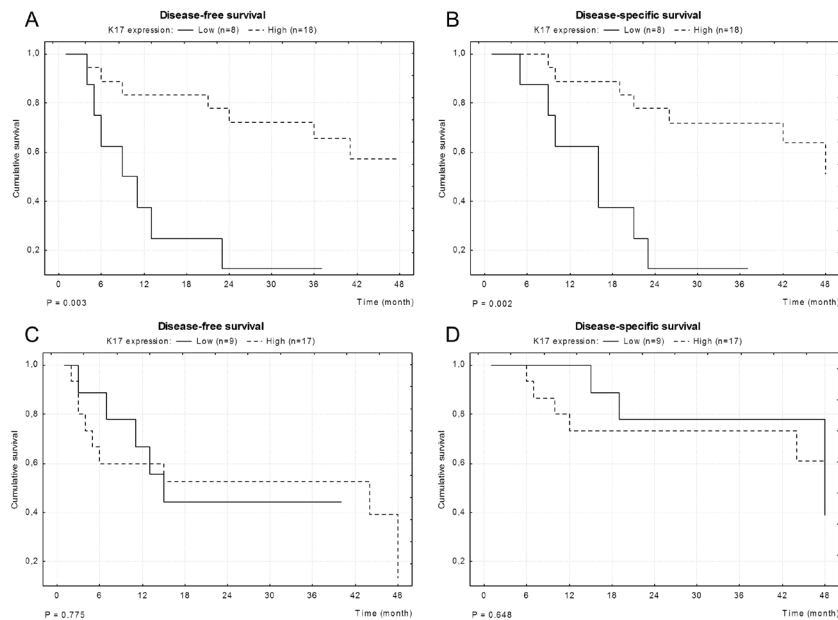 A
Disease-free survival
K17 expression: Low (n=8) High (n=18)
Cumulative survival
1,0
0,8
0,6
0,4
0,2
0 6 12 18 24 30 36 42 48
P = 0.003
Time (month)
B
Disease-specific survival
K17 expression: Low (n=8) High (n=18)
Cumulative survival
1,0
0,8
0,6
0,4
0,2
0 6 12 18 24 30 36 42 48
P = 0.002
Time (month)
C
Disease-free survival
K17 expression: Low (n=9) High (n=17)
Cumulative survival
1,0
0,8
0,6
0,4
0,2
0 6 12 18 24 30 36 42 48
P = 0.775
Time (month)
D
Disease-specific survival
K17 expression: Low (n=9) High (n=17)
Cumulative survival
1,0
0,8
0,6
0,4
0,2
0 6 12 18 24 30 36 42 48
P = 0.648
Time (month)